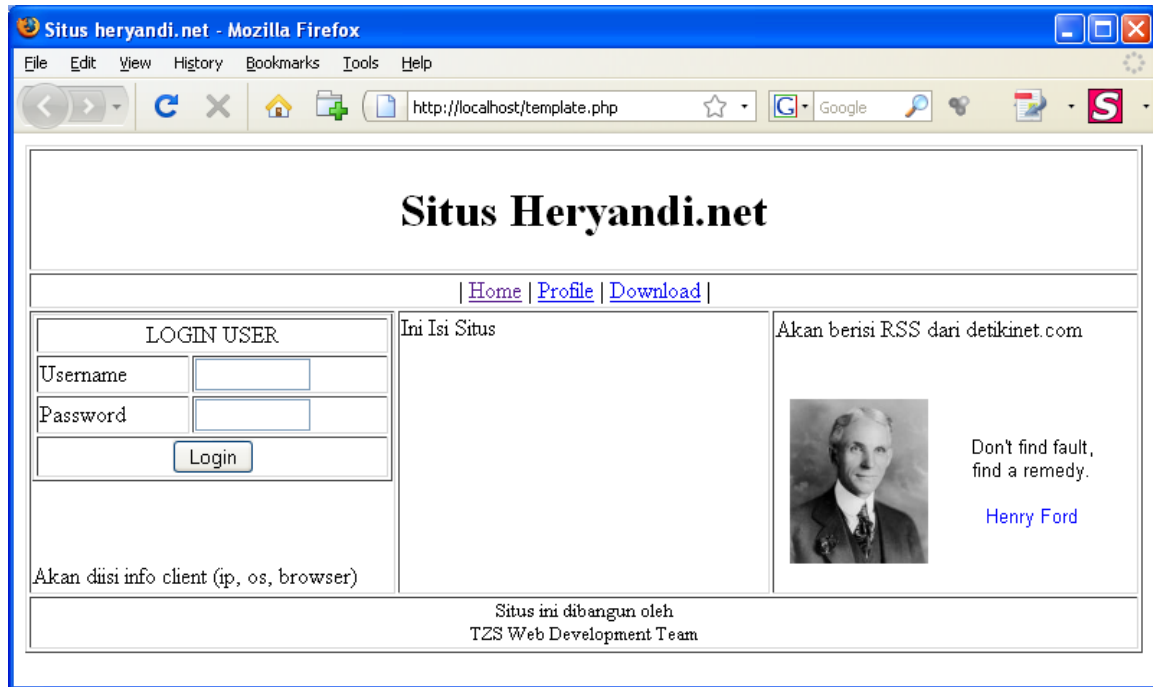 Situs heryandi.net - Mozilla Firefox
File Edit View History Bookmarks Tools Help
http://localhost/template.php G Google S
Situs Heryandi.net
| Home | Profile | Download |
LOGIN USER
Username
Password
Login
Akan diisi info client (ip, os, browser)
Ini Isi Situs
Akan berisi RSS dari detikinet.com
Don't find fault,
find a remedy.
Henry Ford
Situs ini dibangun oleh
TZS Web Development Team